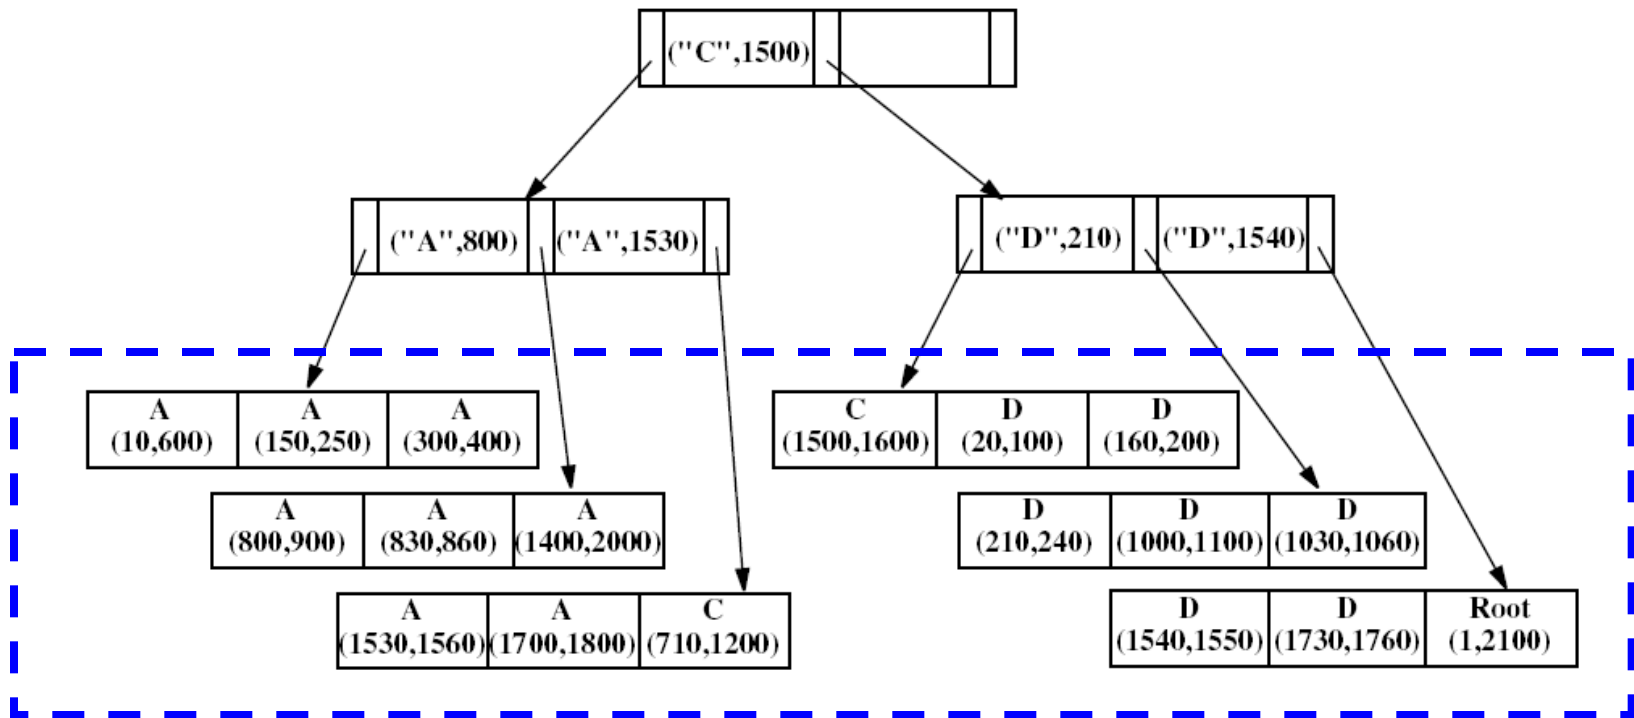 ("C",1500)
("A",800) ("A",1530)
("D",210) ("D",1540)
A A A
(10,600) (150,250) (300,400)
C D D
(1500,1600) (20,100) (160,200)
A A A
(800,900) (830,860) (1400,2000)
D D D
(210,240) (1000,1100) (1030,1060)
A A C
(1530,1560) (1700,1800) (710,1200)
D D Root
(1540,1550) (1730,1760) (1,2100)